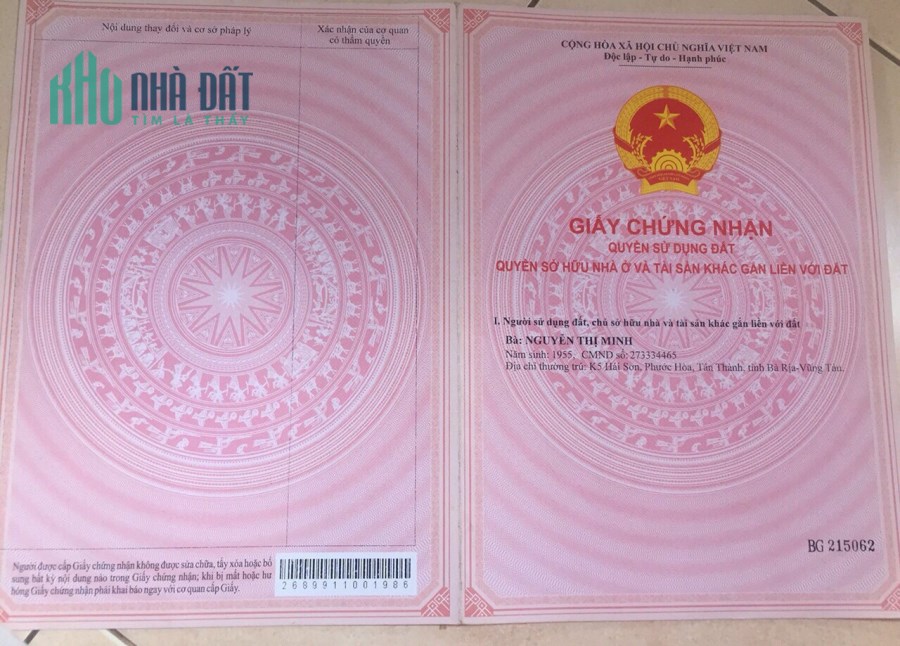 Nội dung thay đổi và cơ sở pháp lý
Xác nhận của cơ quan
có thẩm quyền
KHO NHÀ ĐẤT
TÌM LÀ THẤY
Người được cấp Giấy chứng nhận không được sửa chữa, tẩy xóa hoặc bổ
sung bất kỳ nội dung nào trong Giấy chứng nhận; khi bị mất hoặc hư
hỏng Giấy chứng nhận phải khai báo ngay với cơ quan cấp Giấy.
2689911001986
CỘNG HÒA XÃ HỘI CHỦ NGHĨA VIỆT NAM
Độc lập - Tự do - Hạnh phúc
GIẤY CHỨNG NHẬN
QUYỀN SỬ DỤNG ĐẤT
QUYỀN SỞ HỮU NHÀ Ở VÀ TÀI SẢN KHÁC GẮN LIỀN VỚI ĐẤT
I. Người sử dụng đất, chủ sở hữu nhà và tài sản khác gắn liền với đất
Bà: NGUYỄN THỊ MINH
Năm sinh: 1955, CMND số: 273334465
Địa chỉ thường trú: K5 Hải Sơn, Phước Hòa, Tân Thành, tỉnh Bà Rịa-Vũng Tàu.
BG 215062